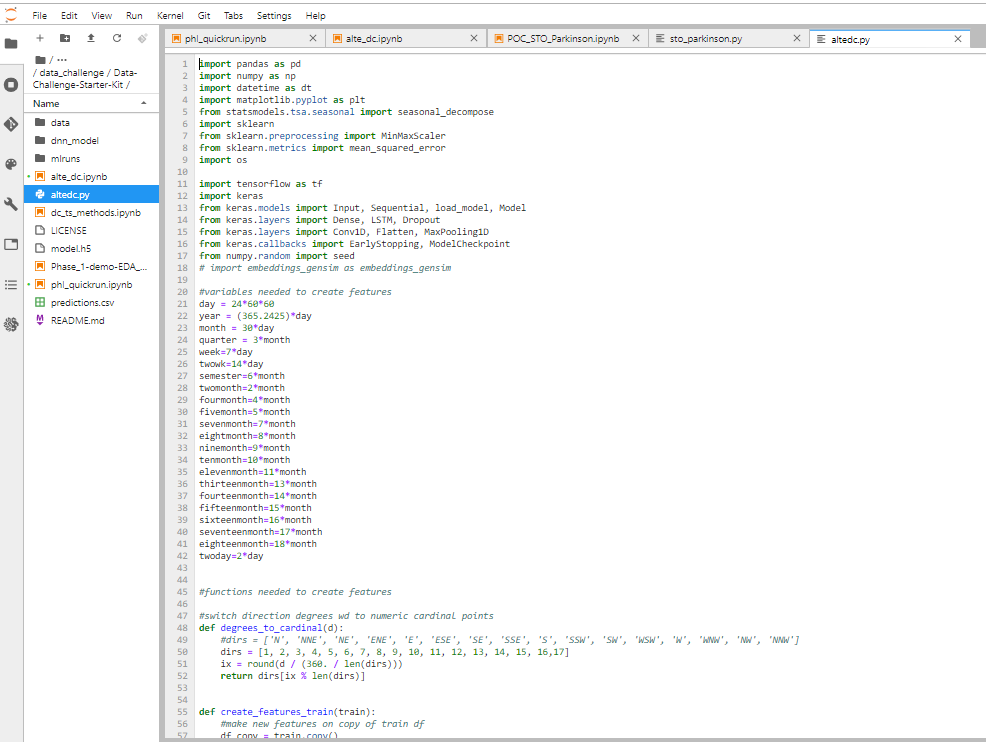 File Edit View Run Kernel Git Tabs Settings Help
phl_quickrun.ipynb
alte_dc.ipynb
POC_STO_Parkinson.ipynb
sto_parkinson.py
altedc.py
/ ···
/ data_challenge / Data-
Challenge-Starter-Kit /
Name
data
dnn_model
mlruns
alte_dc.ipynb
altedc.py
dc_ts_methods.ipynb
LICENSE
model.h5
Phase_1-demo-EDA_...
phl_quickrun.ipynb
predictions.csv
README.md
1 import pandas as pd
2 import numpy as np
3 import datetime as dt
4 import matplotlib.pyplot as plt
5 from statsmodels.tsa.seasonal import seasonal_decompose
6 import sklearn
7 from sklearn.preprocessing import MinMaxScaler
8 from sklearn.metrics import mean_squared_error
9 import os
10
11 import tensorflow as tf
12 import keras
13 from keras.models import Input, Sequential, load_model, Model
14 from keras.layers import Dense, LSTM, Dropout
15 from keras.layers import Conv1D, Flatten, MaxPooling1D
16 from keras.callbacks import EarlyStopping, ModelCheckpoint
17 from numpy.random import seed
18 # import embeddings_gensim as embeddings_gensim
19
20 #variables needed to create features
21 day = 24*60*60
22 year = (365.2425)*day
23 month = 30*day
24 quarter = 3*month
25 week=7*day
26 twowk=14*day
27 semester=6*month
28 twomonth=2*month
29 fourmonth=4*month
30 fivemonth=5*month
31 sevenmonth=7*month
32 eightmonth=8*month
33 ninemonth=9*month
34 tenmonth=10*month
35 elevenmonth=11*month
36 thirteenmonth=13*month
37 fourteenmonth=14*month
38 fifteenmonth=15*month
39 sixteenmonth=16*month
40 seventeenmonth=17*month
41 eighteenmonth=18*month
42 twoday=2*day
43
44
45 #functions needed to create features
46
47 #switch direction degrees wd to numeric cardinal points
48 def degrees_to_cardinal(d):
49 #dirs = ['N', 'NNE', 'NE', 'ENE', 'E', 'ESE', 'SE', 'SSE', 'S', 'SSW', 'SW', 'WSW', 'W', 'WNW', 'NW', 'NNW']
50 dirs = [1, 2, 3, 4, 5, 6, 7, 8, 9, 10, 11, 12, 13, 14, 15, 16,17]
51 ix = round(d / (360. / len(dirs)))
52 return dirs[ix % len(dirs)]
53
54
55 def create_features_train(train):
56 #make new features on copy of train df
57 df_copy = train.copy()